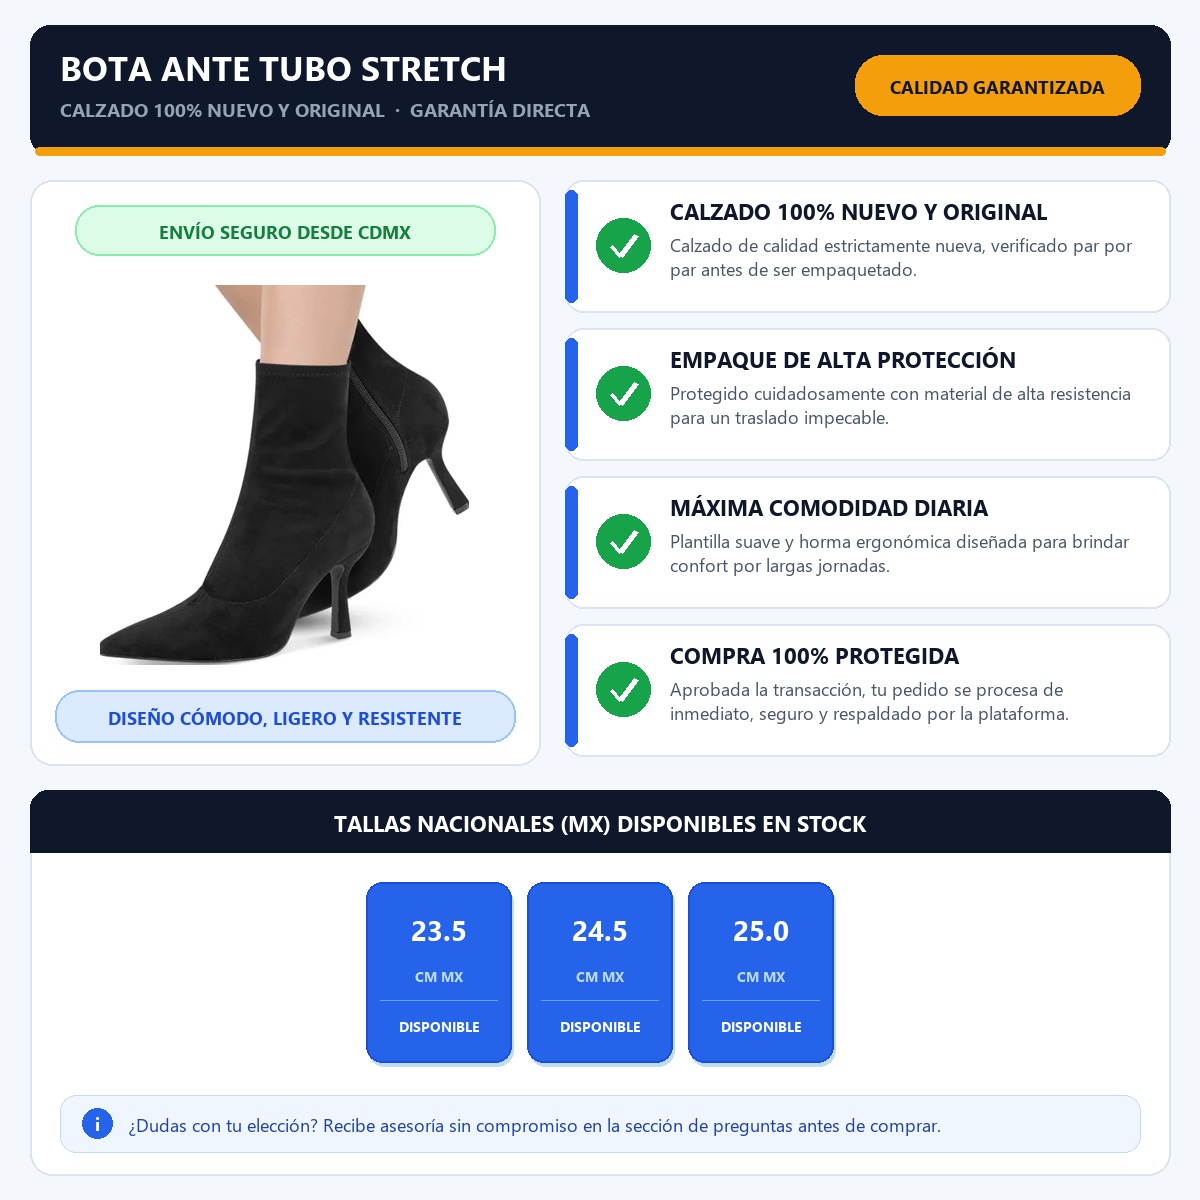 BOTA ANTE TUBO STRETCH
CALZADO 100% NUEVO Y ORIGINAL · GARANTÍA DIRECTA
CALIDAD GARANTIZADA
ENVÍO SEGURO DESDE CDMX
DISEÑO CÓMODO, LIGERO Y RESISTENTE
CALZADO 100% NUEVO Y ORIGINAL
Calzado de calidad estrictamente nueva, verificado par por
par antes de ser empaquetado.
EMPAQUE DE ALTA PROTECCIÓN
Protegido cuidadosamente con material de alta resistencia
para un traslado impecable.
MÁXIMA COMODIDAD DIARIA
Plantilla suave y horma ergonómica diseñada para brindar
confort por largas jornadas.
COMPRA 100% PROTEGIDA
Aprobada la transacción, tu pedido se procesa de
inmediato, seguro y respaldado por la plataforma.
TALLAS NACIONALES (MX) DISPONIBLES EN STOCK
23.5
CM MX
DISPONIBLE
24.5
CM MX
DISPONIBLE
25.0
CM MX
DISPONIBLE
¿Dudas con tu elección? Recibe asesoría sin compromiso en la sección de preguntas antes de comprar.